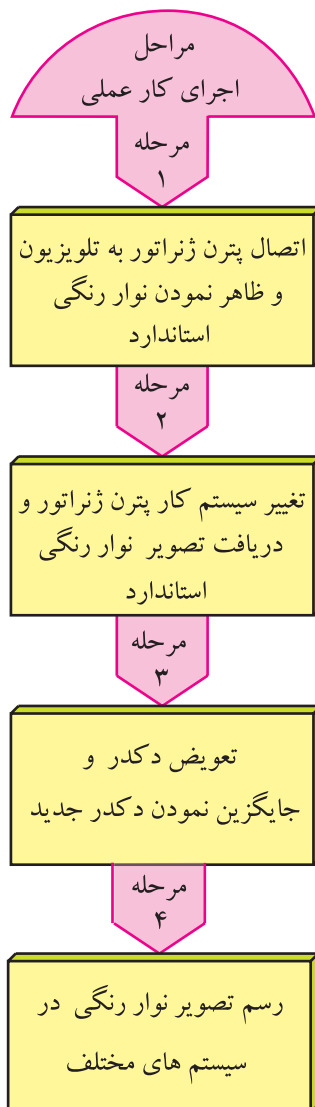 مراحل
اجرای کار عملی
مرحله
۱
اتصال پترن ژنراتور به تلویزیون
و ظاهر نمودن نوار رنگی
استاندارد
مرحله
۲
تغییر سیستم کار پترن ژنراتور و
دریافت تصویر نوار رنگی
استاندارد
مرحله
۳
تعویض دکدر و
جایگزین نمودن دکدر جدید
مرحله
۴
رسم تصویر نوار رنگی در
سیستم های مختلف